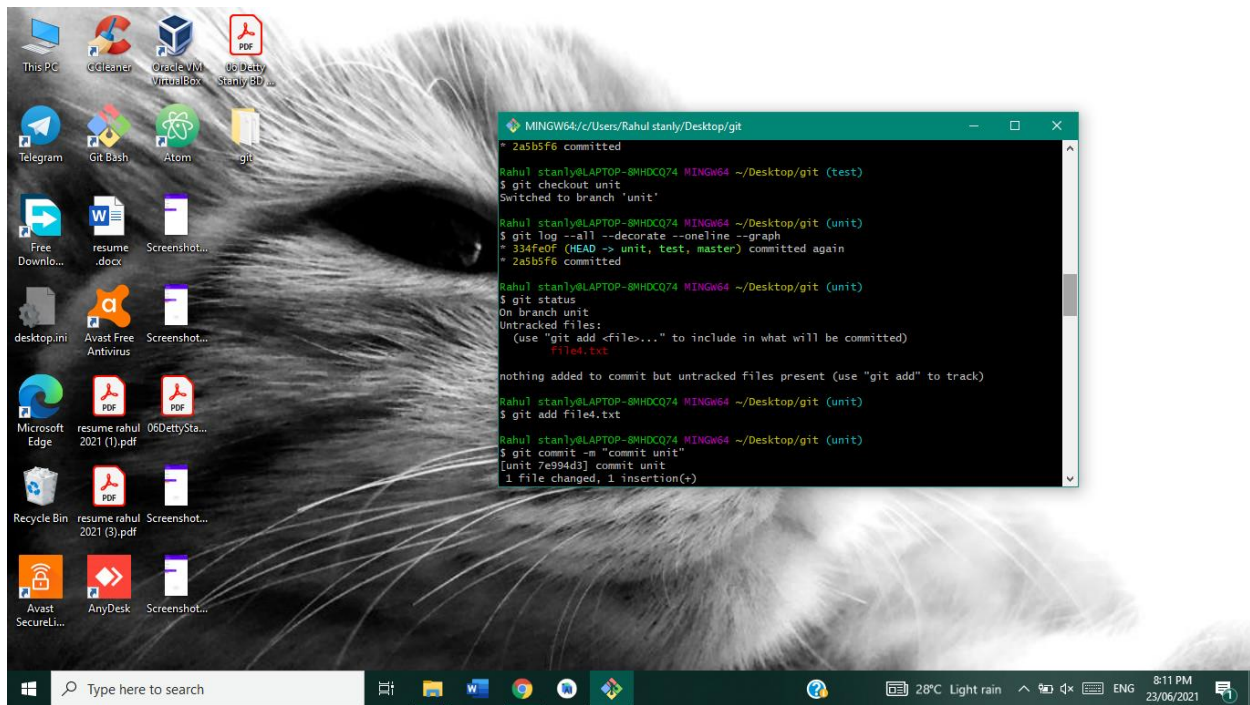 This PC
CCleaner
Oracle VM
VirtualBox
PDF
06 Detty
Stanly BD ...
Telegram
Git Bash
Atom
git
Free
Downlo...
resume
.docx
Screenshot...
desktop.ini
Avast Free
Antivirus
Screenshot...
Microsoft
Edge
PDF
resume rahul
2021 (1).pdf
PDF
06DettySta...
Recycle Bin
PDF
resume rahul
2021 (3).pdf
Screenshot...
Avast
SecureLi...
AnyDesk
Screenshot...
MINGW64:/c/Users/Rahul stanly/Desktop/git
* 2a5b5f6 committed
Rahul stanly@LAPTOP-8MHDCQ74 MINGW64 ~/Desktop/git (test)
$ git checkout unit
Switched to branch 'unit'
Rahul stanly@LAPTOP-8MHDCQ74 MINGW64 ~/Desktop/git (unit)
$ git log --all --decorate --oneline --graph
* 334fe0f (HEAD -> unit, test, master) committed again
* 2a5b5f6 committed
Rahul stanly@LAPTOP-8MHDCQ74 MINGW64 ~/Desktop/git (unit)
$ git status
On branch unit
Untracked files:
(use "git add <file>..." to include in what will be committed)
file4.txt
nothing added to commit but untracked files present (use "git add" to track)
Rahul stanly@LAPTOP-8MHDCQ74 MINGW64 ~/Desktop/git (unit)
$ git add file4.txt
Rahul stanly@LAPTOP-8MHDCQ74 MINGW64 ~/Desktop/git (unit)
$ git commit -m "commit unit"
[unit 7e994d3] commit unit
1 file changed, 1 insertion(+)
Type here to search
28°C Light rain
ENG
8:11 PM
23/06/2021
1